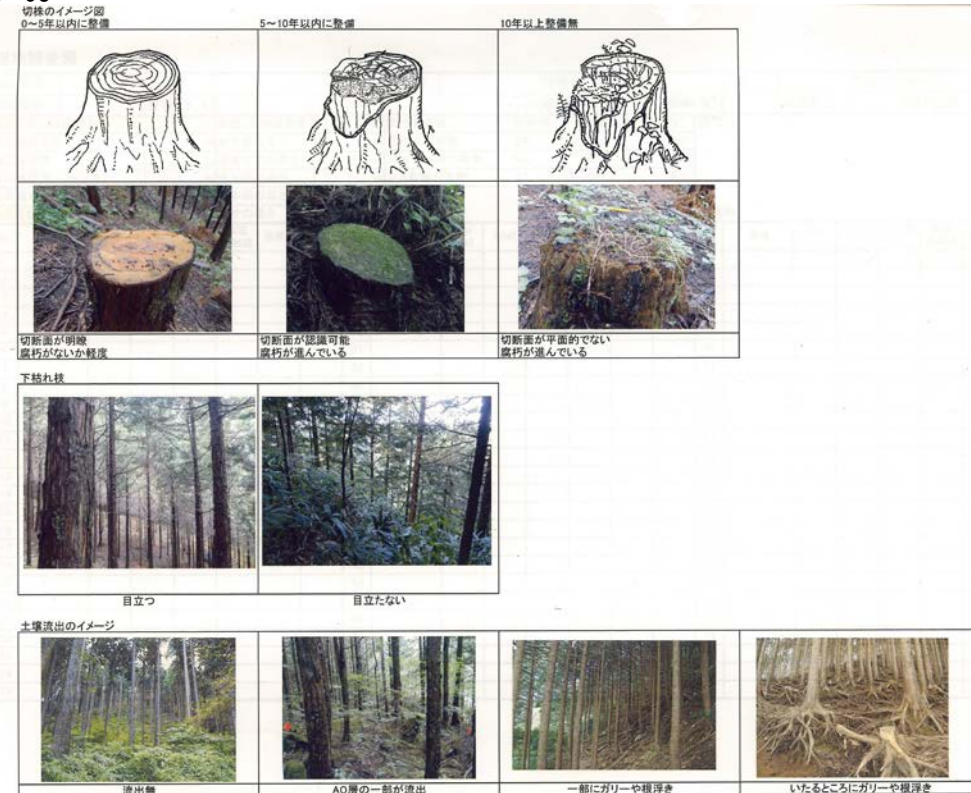 切株のイメージ図
0～5年以内に整備
5～10年以内に整備
10年以上整備無
切断面が明瞭
腐朽がないか軽度
切断面が認識可能
腐朽が進んでいる
切断面が平面的でない
腐朽が進んでいる
下枯れ枝
目立つ
目立たない
土壌流出のイメージ
流出無
A0層の一部が流出
一部にガリーや根浮き
いたるところにガリーや根浮き